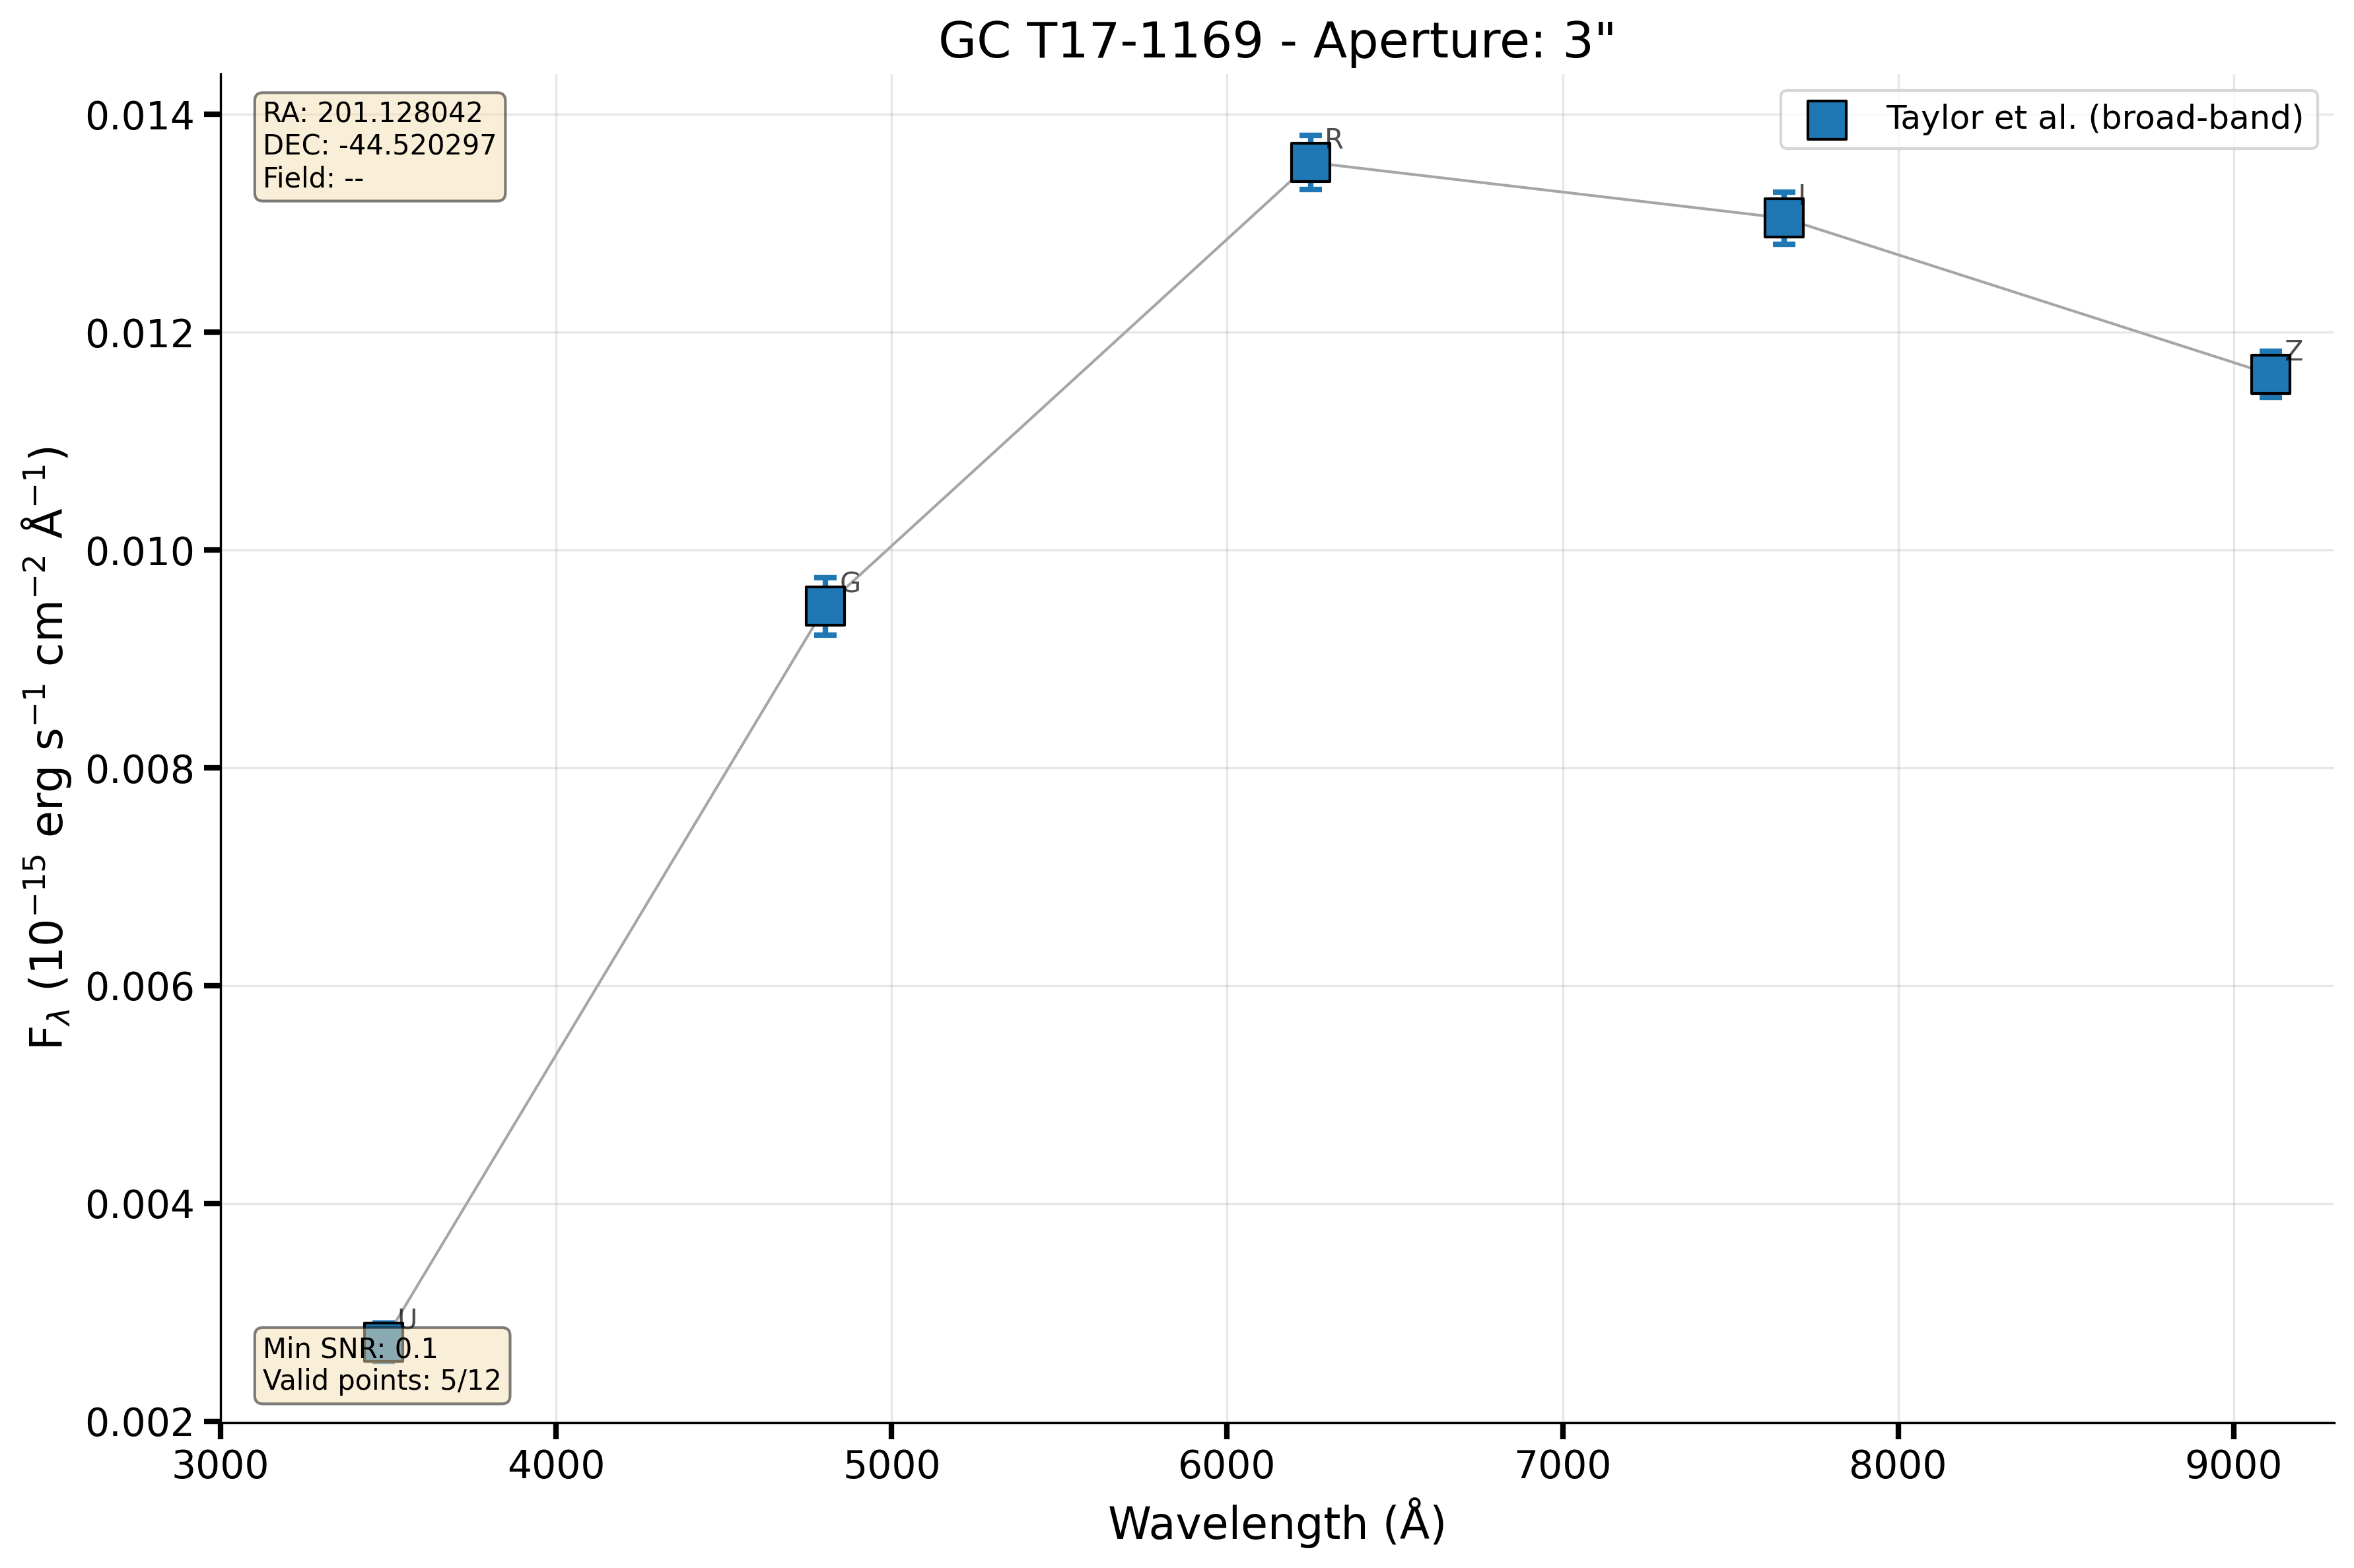 GC T17-1169 - Aperture: 3"
RA: 201.128042
DEC: -44.520297
Field: --
Taylor et al. (broad-band)
R
I
Z
G
U
Min SNR: 0.1
Valid points: 5/12
0.014
0.012
0.010
0.008
0.006
0.004
0.002
F_λ (10⁻¹⁵ erg s⁻¹ cm⁻² Å⁻¹)
3000 4000 5000 6000 7000 8000 9000
Wavelength (Å)